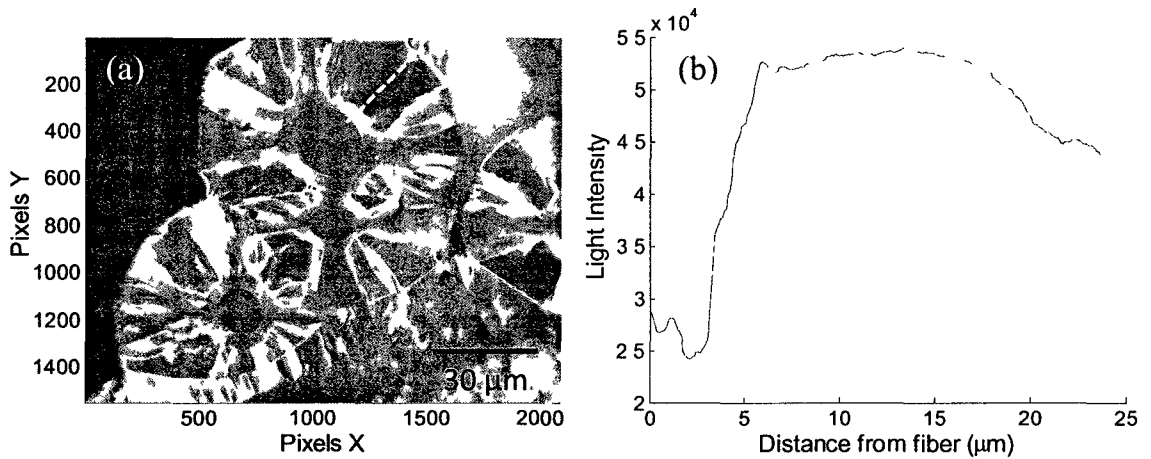 (a)
200
400
600
800
1000
1200
1400
Pixels Y
500 1000 1500 2000
Pixels X
30 µm
x 10⁴
(b)
5 5
5
4 5
4
3 5
3
2 5
2
Light Intensity
0 5 10 15 20 25
Distance from fiber (µm)